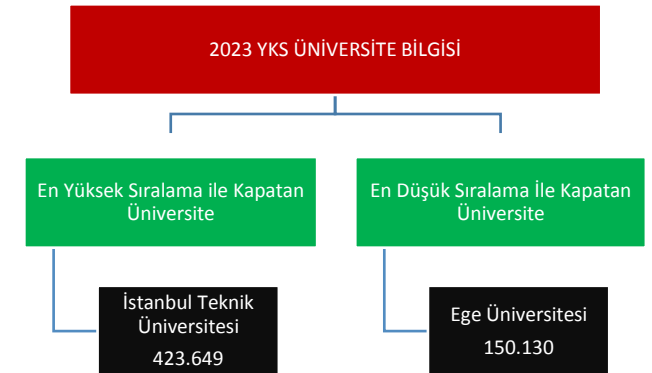 2023 YKS ÜNİVERSİTE BİLGİSİ
En Yüksek Sıralama ile Kapatan
Üniversite
En Düşük Sıralama İle Kapatan
Üniversite
İstanbul Teknik
Üniversitesi
423.649
Ege Üniversitesi
150.130